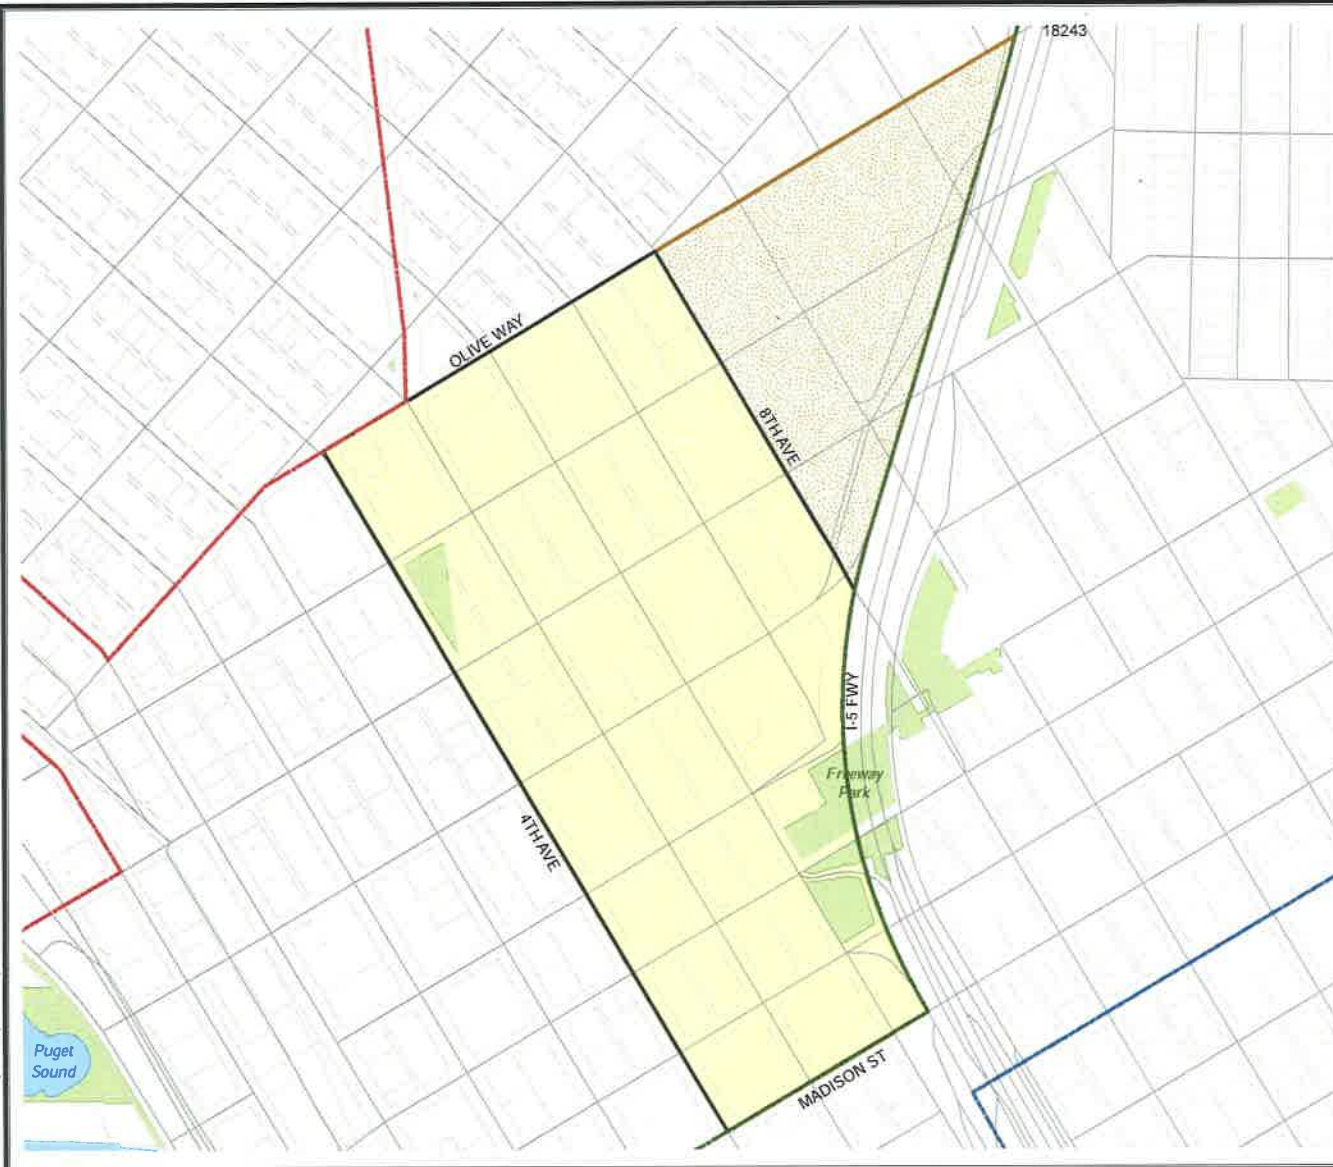 18243
OLIVE WAY
8TH AVE
I-5 FWY
Freeway
Park
4TH AVE
MADISON ST
Puget
Sound